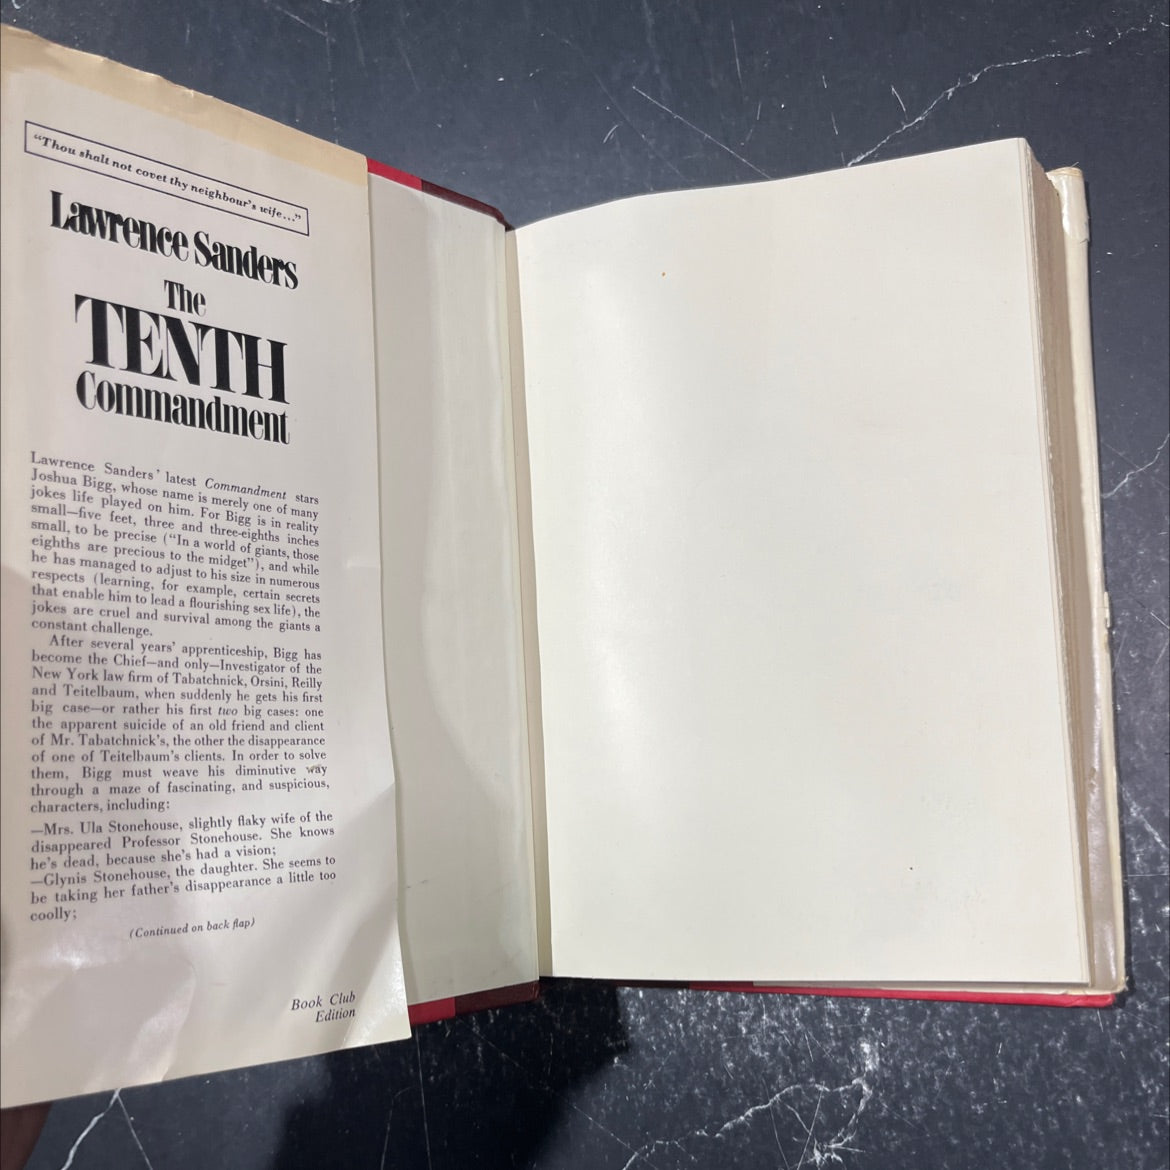 "Thou shalt not covet thy neighbour's wife..."
Lawrence Sanders
The
TENTH
Commandment
Lawrence Sanders' latest Commandment stars
Joshua Bigg, whose name is merely one of many
jokes life played on him. For Bigg is in reality
small—five feet, three and three-eighths inches
small, to be precise ("In a world of giants, those
eighths are precious to the midget"), and while
he has managed to adjust to his size in numerous
respects (learning, for example, certain secrets
that enable him to lead a flourishing sex life), the
jokes are cruel and survival among the giants a
constant challenge.
After several years' apprenticeship, Bigg has
become the Chief—and only—Investigator of the
New York law firm of Tabatchnick, Orsini, Reilly
and Teitelbaum, when suddenly he gets his first
big case—or rather his first two big cases: one
the apparent suicide of an old friend and client
of Mr. Tabatchnick's, the other the disappearance
of one of Teitelbaum's clients. In order to solve
them, Bigg must weave his diminutive way
through a maze of fascinating, and suspicious,
characters, including:
—Mrs. Ula Stonehouse, slightly flaky wife of the
disappeared Professor Stonehouse. She knows
he's dead, because she's had a vision;
—Glynis Stonehouse, the daughter. She seems to
be taking her father's disappearance a little too
coolly;
(Continued on back flap)
Book Club
Edition